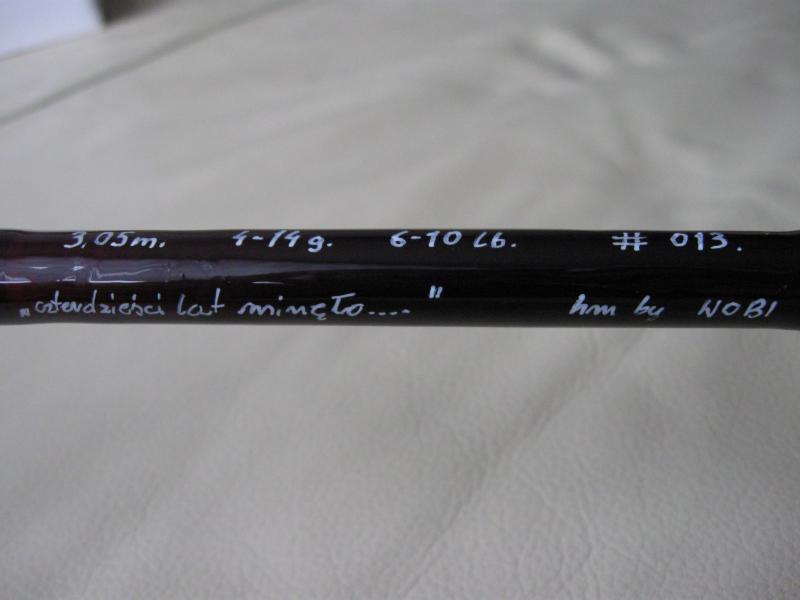 3,05m. 4-14g. 6-10 Lb. # 013.
„czterdzieści lat minęło...." hm by WOBI